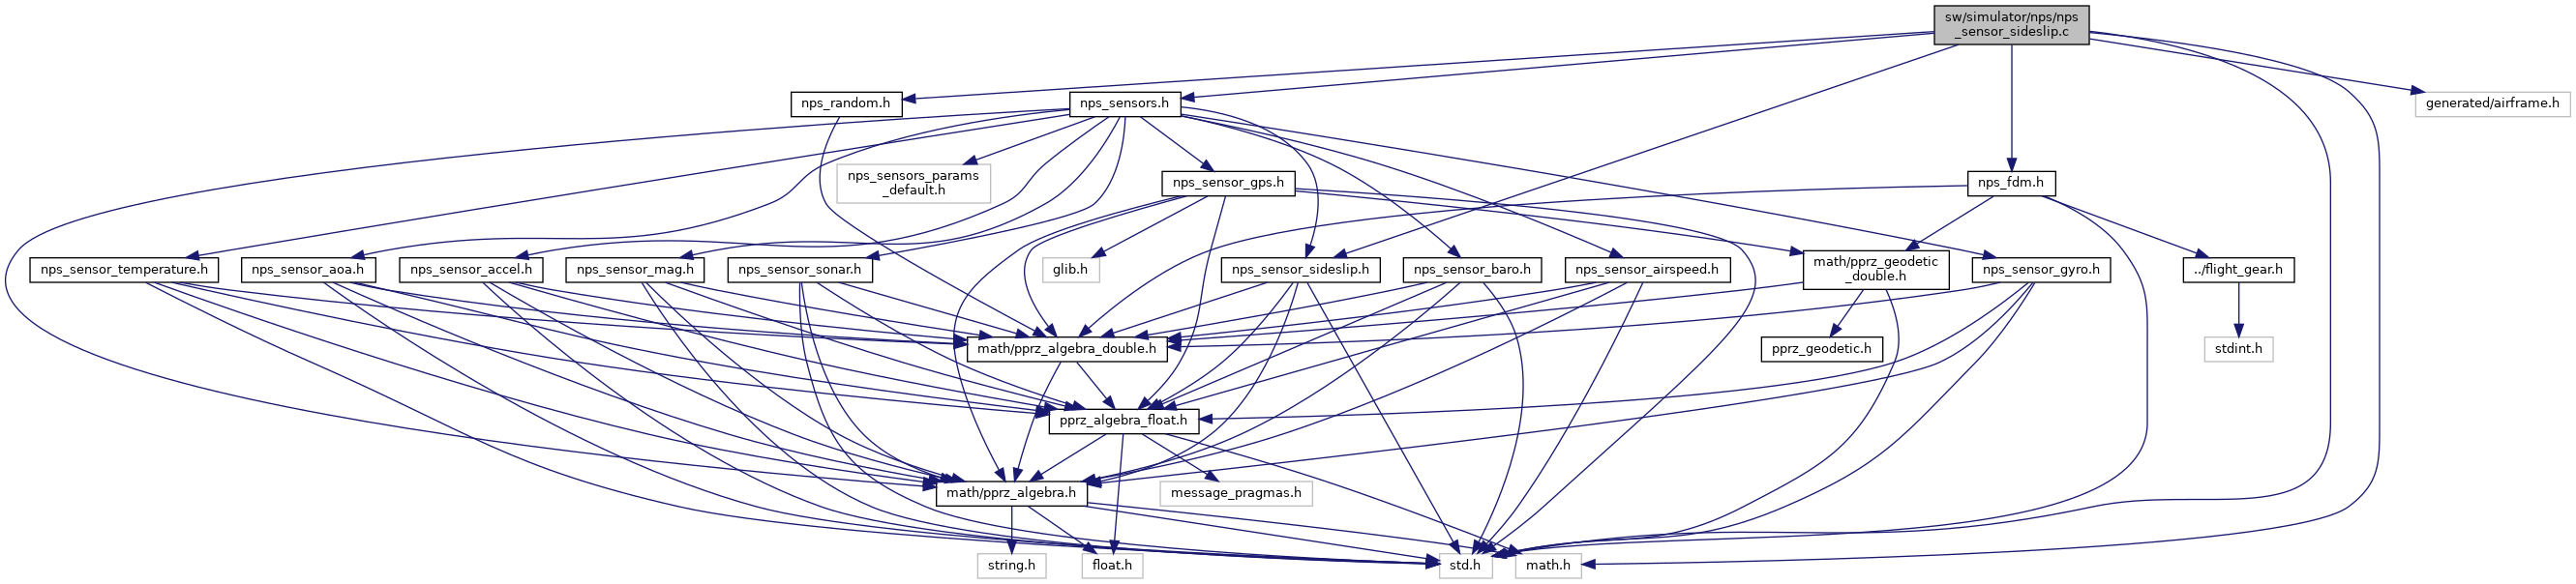 sw/simulator/nps/nps
_sensor_sideslip.c
nps_random.h
nps_sensors.h
generated/airframe.h
nps_sensors_params
_default.h
nps_sensor_gps.h
nps_fdm.h
nps_sensor_temperature.h
nps_sensor_aoa.h
nps_sensor_accel.h
nps_sensor_mag.h
nps_sensor_sonar.h
glib.h
nps_sensor_sideslip.h
nps_sensor_baro.h
nps_sensor_airspeed.h
math/pprz_geodetic
_double.h
nps_sensor_gyro.h
../flight_gear.h
math/pprz_algebra_double.h
pprz_geodetic.h
stdint.h
pprz_algebra_float.h
math/pprz_algebra.h
message_pragmas.h
string.h
float.h
std.h
math.h